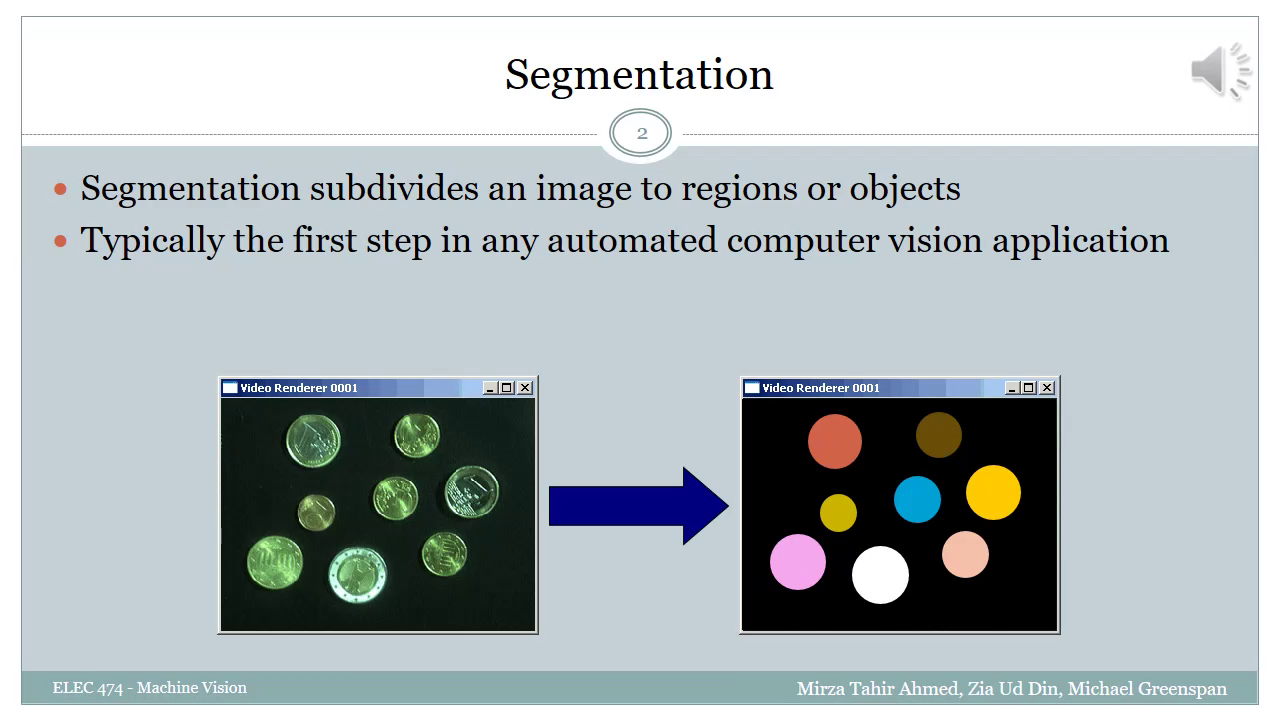 Segmentation
2
• Segmentation subdivides an image to regions or objects
• Typically the first step in any automated computer vision application
Video Renderer 0001
Video Renderer 0001
ELEC 474 - Machine Vision
Mirza Tahir Ahmed, Zia Ud Din, Michael Greenspan